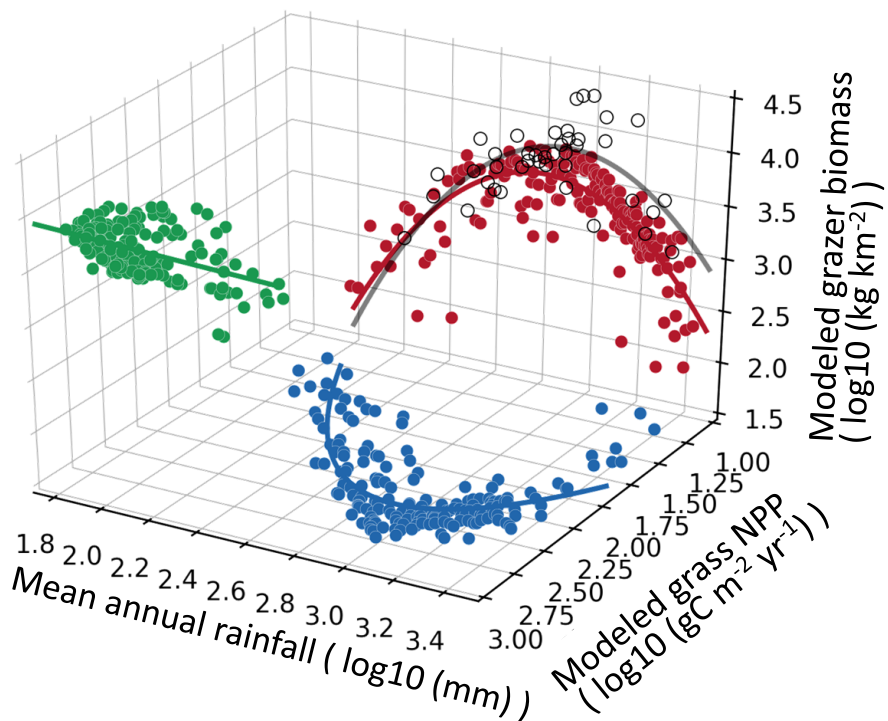 4.5
4.0
3.5
3.0
2.5
2.0
1.5
Modeled grazer biomass
( log10 (kg km-2) )
1.00
1.25
1.50
1.75
2.00
2.25
2.50
2.75
3.00
Modeled grass NPP
( log10 (gC m-2 yr-1) )
1.8 2.0 2.2 2.4 2.6 2.8 3.0 3.2 3.4
Mean annual rainfall ( log10 (mm) )